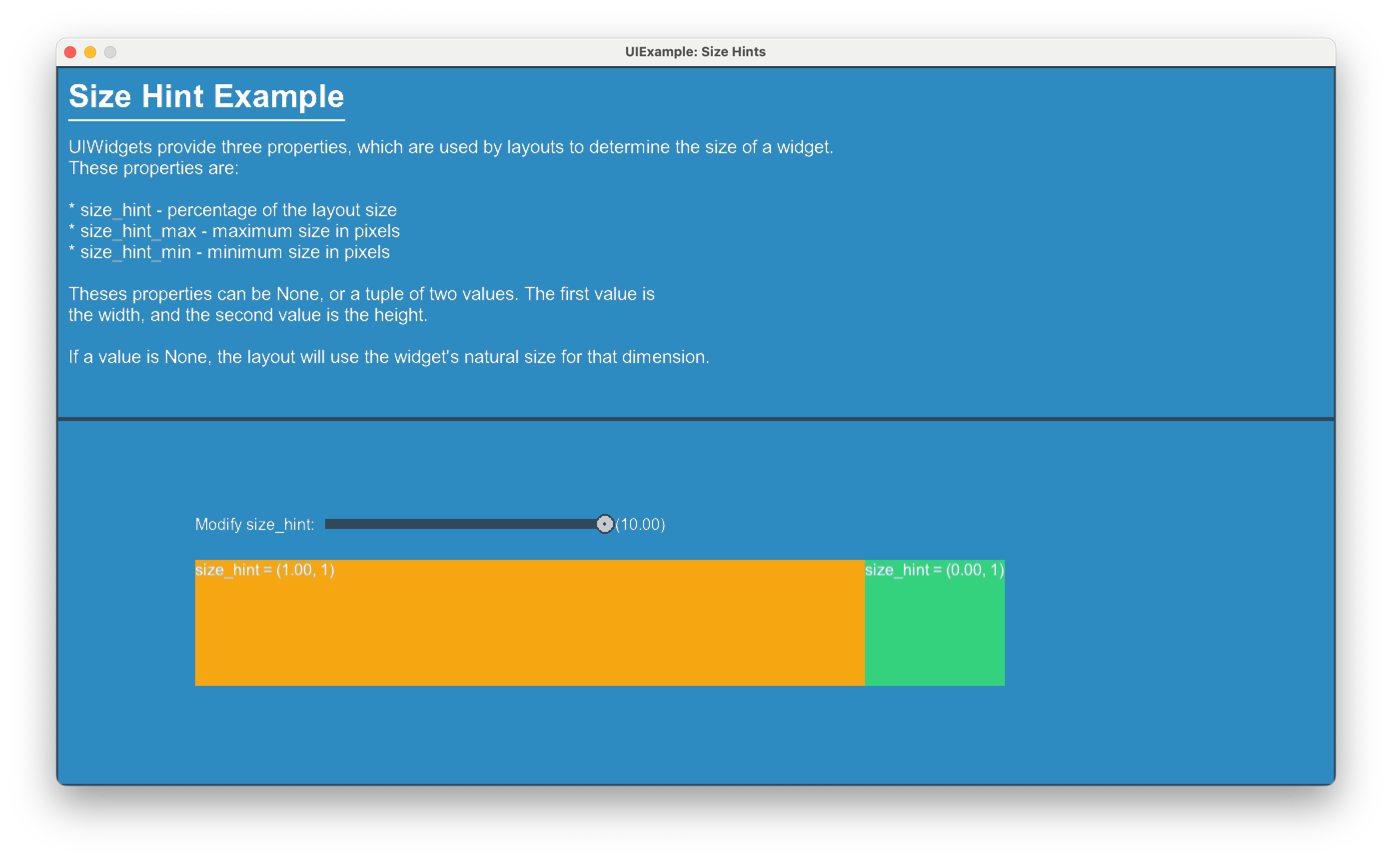 UIExample: Size Hints
Size Hint Example
UIWidgets provide three properties, which are used by layouts to determine the size of a widget.
These properties are:
* size_hint - percentage of the layout size
* size_hint_max - maximum size in pixels
* size_hint_min - minimum size in pixels
Theses properties can be None, or a tuple of two values. The first value is
the width, and the second value is the height.
If a value is None, the layout will use the widget's natural size for that dimension.
Modify size_hint: (10.00)
size_hint = (1.00, 1) size_hint = (0.00, 1)